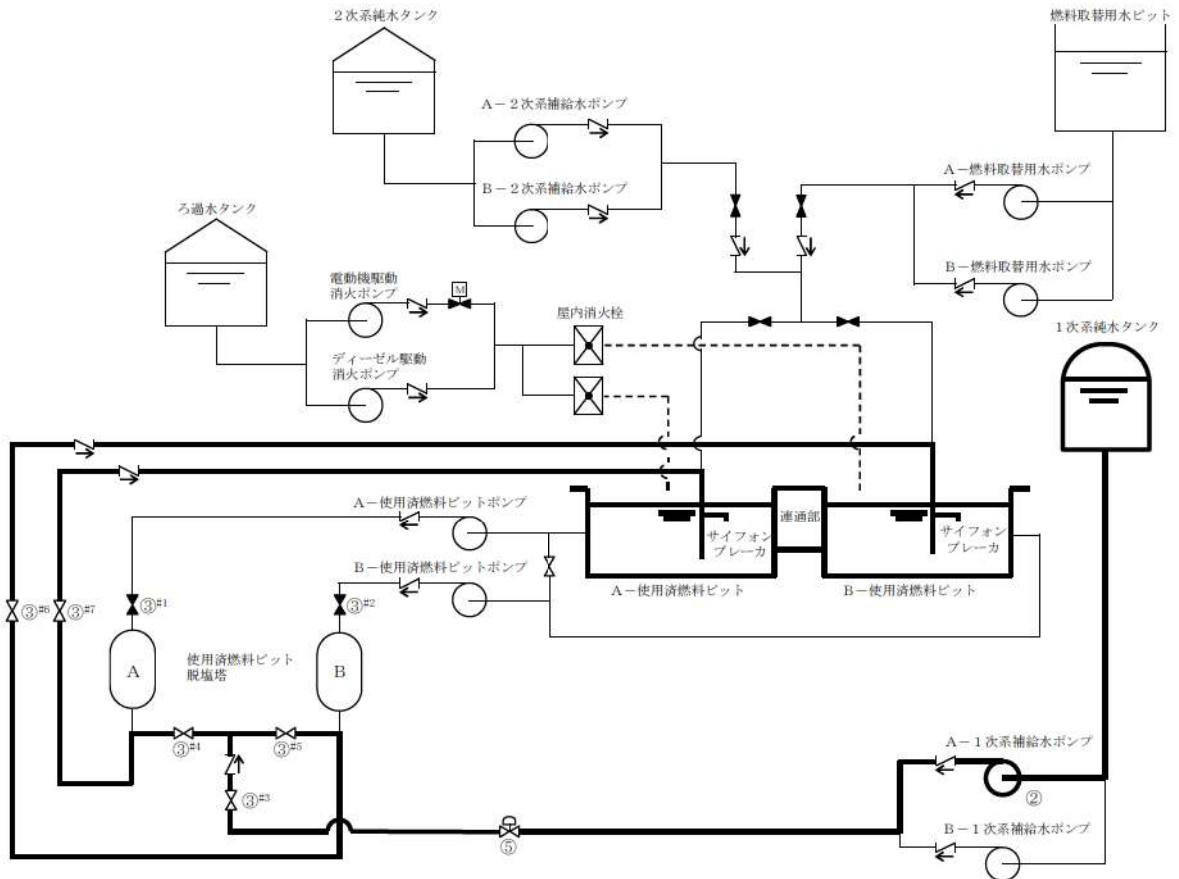 2次系純水タンク
燃料取替用水ピット
A-2次系補給水ポンプ
B-2次系補給水ポンプ
A-燃料取替用水ポンプ
B-燃料取替用水ポンプ
ろ過水タンク
電動機駆動
消火ポンプ
M
ディーゼル駆動
消火ポンプ
屋内消火栓
1次系純水タンク
A-使用済燃料ピットポンプ
B-使用済燃料ピットポンプ
サイフォン
ブレーカ
連通部
サイフォン
ブレーカ
A-使用済燃料ピット
B-使用済燃料ピット
③#6
③#7
③#1
③#2
A
使用済燃料ピット
脱塩塔
B
③#4
③#5
③#3
⑤
A-1次系補給水ポンプ
②
B-1次系補給水ポンプ